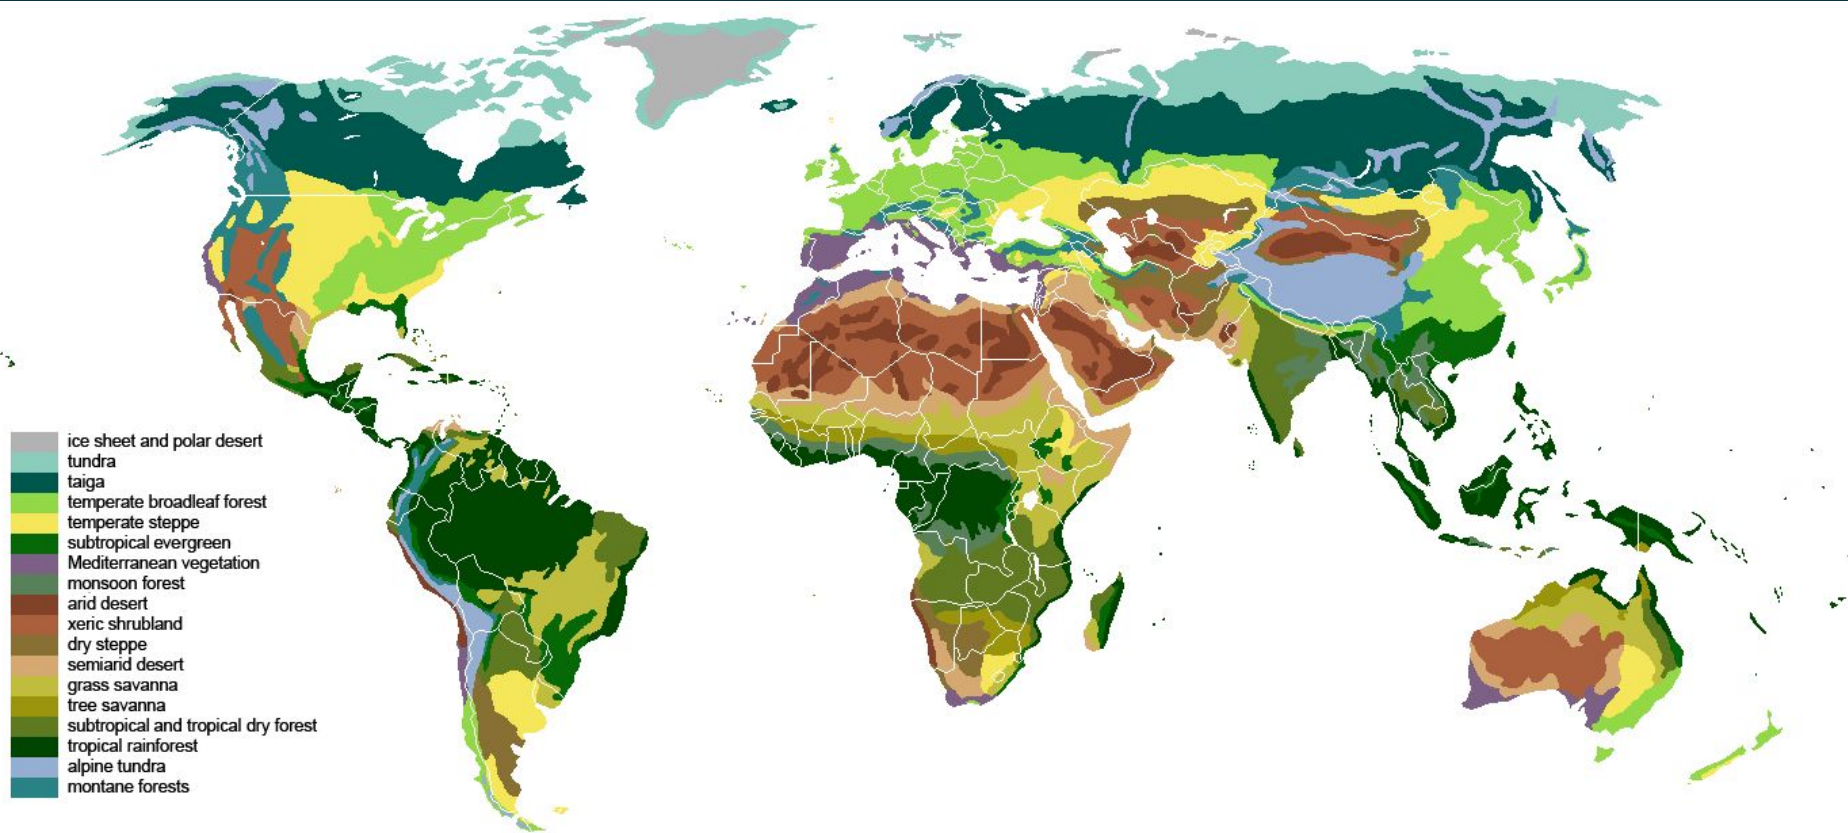 ice sheet and polar desert
tundra
taiga
temperate broadleaf forest
temperate steppe
subtropical evergreen
Mediterranean vegetation
monsoon forest
arid desert
xeric shrubland
dry steppe
semiarid desert
grass savanna
tree savanna
subtropical and tropical dry forest
tropical rainforest
alpine tundra
montane forests